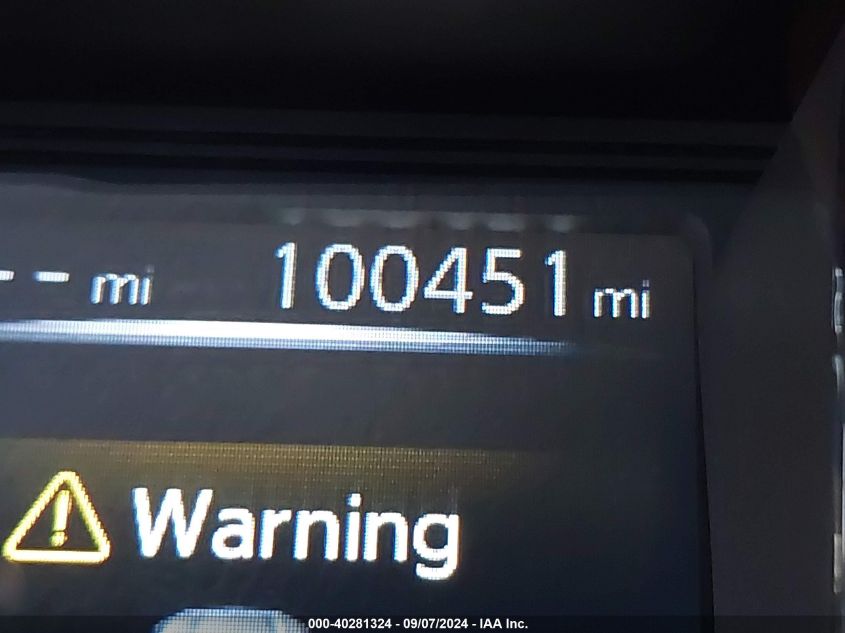 -- mi 100451 mi
Warning
000-40281324 - 09/07/2024 - IAA Inc.